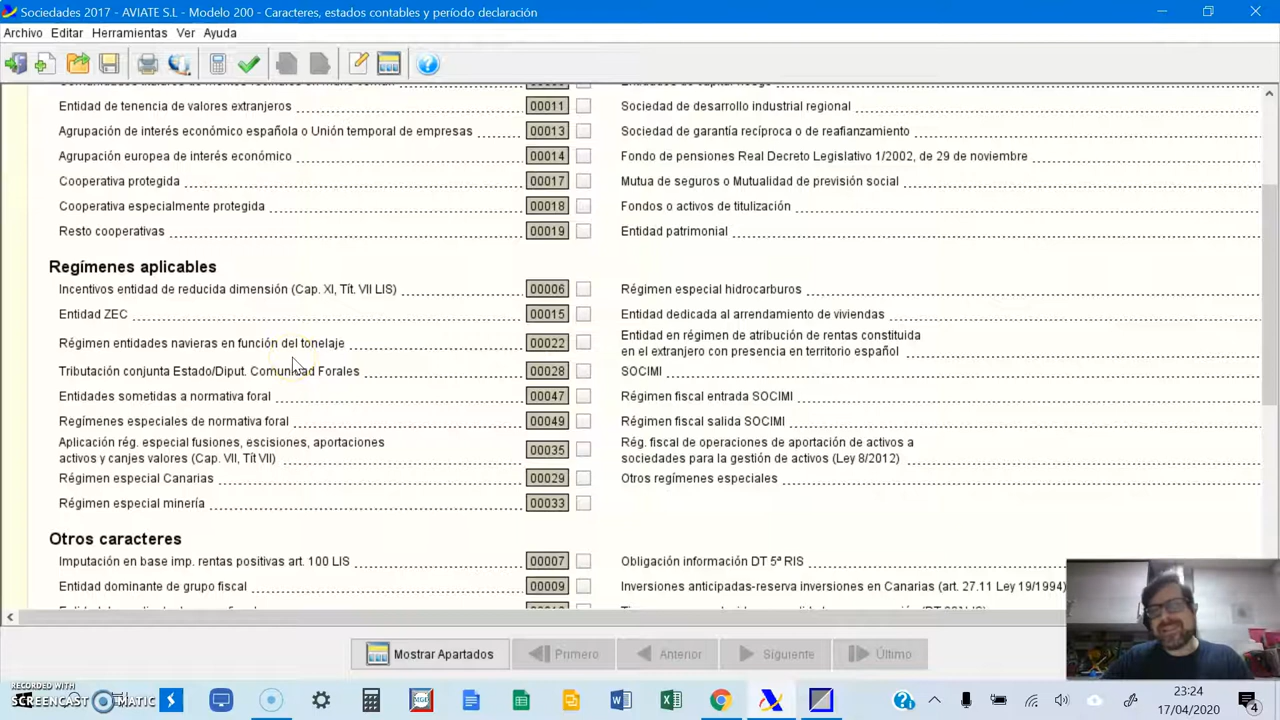 Sociedades 2017 - AVIATE S.L - Modelo 200 - Caracteres, estados contables y período declaración
Archivo Editar Herramientas Ver Ayuda
Entidad de tenencia de valores extranjeros 00011 Sociedad de desarrollo industrial regional
Agrupación de interés económico española o Unión temporal de empresas 00013 Sociedad de garantía recíproca o de reafianzamiento
Agrupación europea de interés económico 00014 Fondo de pensiones Real Decreto Legislativo 1/2002, de 29 de noviembre
Cooperativa protegida 00017 Mutua de seguros o Mutualidad de previsión social
Cooperativa especialmente protegida 00018 Fondos o activos de titulización
Resto cooperativas 00019 Entidad patrimonial
Regímenes aplicables
Incentivos entidad de reducida dimensión (Cap. XI, Tít. VII LIS) 00006 Régimen especial hidrocarburos
Entidad ZEC 00015 Entidad dedicada al arrendamiento de viviendas
Régimen entidades navieras en función del tonelaje 00022 Entidad en régimen de atribución de rentas constituida
en el extranjero con presencia en territorio español
Tributación conjunta Estado/Diput. Comunidad Forales 00028 SOCIMI
Entidades sometidas a normativa foral 00047 Régimen fiscal entrada SOCIMI
Regímenes especiales de normativa foral 00049 Régimen fiscal salida SOCIMI
Aplicación rég. especial fusiones, escisiones, aportaciones
activos y canjes valores (Cap. VII, Tít VII) 00035 Rég. fiscal de operaciones de aportación de activos a
sociedades para la gestión de activos (Ley 8/2012)
Régimen especial Canarias 00029 Otros regímenes especiales
Régimen especial minería 00033
Otros caracteres
Imputación en base imp. rentas positivas art. 100 LIS 00007 Obligación información DT 5ª RIS
Entidad dominante de grupo fiscal 00009 Inversiones anticipadas-reserva inversiones en Canarias (art. 27.11 Ley 19/1994)
Mostrar Apartados Primero Anterior Siguiente Último
RECORDED WITH
SCREENCAST MATIC
23:24
17/04/2020
4